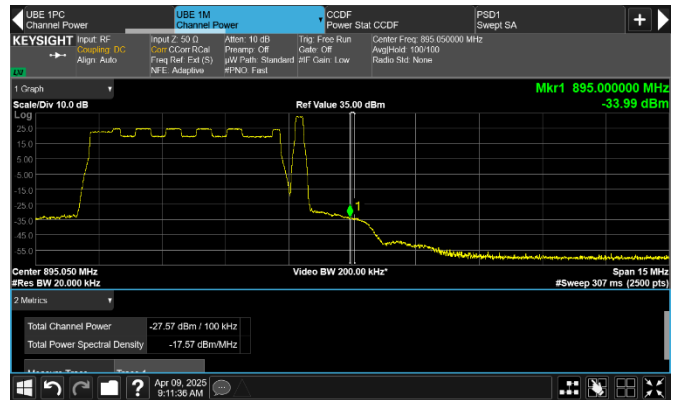 UBE 1PC
Channel Power
UBE 1M
Channel Power
CCDF
Power Stat CCDF
PSD1
Swept SA
KEYSIGHT
Input: RF
Coupling: DC
Align: Auto
Input Z: 50 Ω
Corr CCorr RCal
Freq Ref: Ext (S)
NFE: Adaptive
Atten: 10 dB
Preamp: Off
µW Path: Standard
#PNO: Fast
Trig: Free Run
Gate: Off
#IF Gain: Low
Center Freq: 895.050000 MHz
Avg|Hold: 100/100
Radio Std: None
1 Graph
Scale/Div 10.0 dB
Ref Value 35.00 dBm
Mkr1 895.000000 MHz
-33.99 dBm
Log
25.0
15.0
5.00
-5.00
-15.0
-25.0
-35.0
-45.0
-55.0
1
Center 895.050 MHz
#Res BW 20.000 kHz
Video BW 200.00 kHz*
Span 15 MHz
#Sweep 307 ms (2500 pts)
2 Metrics
Total Channel Power
-27.57 dBm / 100 kHz
Total Power Spectral Density
-17.57 dBm/MHz
Apr 09, 2025
9:11:36 AM